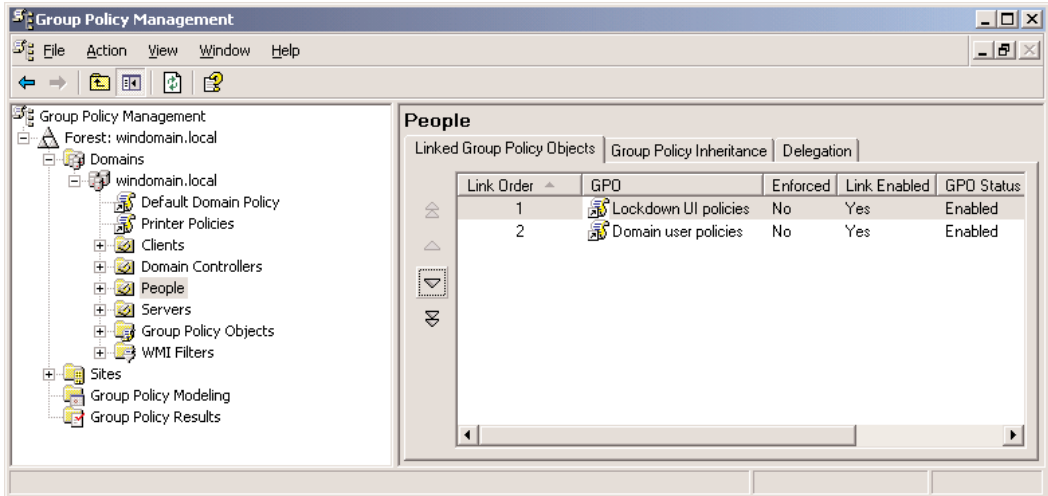 Group Policy Management
File Action View Window Help
Group Policy Management
Forest: windomain.local
Domains
windomain.local
Default Domain Policy
Printer Policies
Clients
Domain Controllers
People
Servers
Group Policy Objects
WMI Filters
Sites
Group Policy Modeling
Group Policy Results
People
Linked Group Policy Objects Group Policy Inheritance Delegation
Link Order GPO Enforced Link Enabled GPO Status
1 Lockdown UI policies No Yes Enabled
2 Domain user policies No Yes Enabled